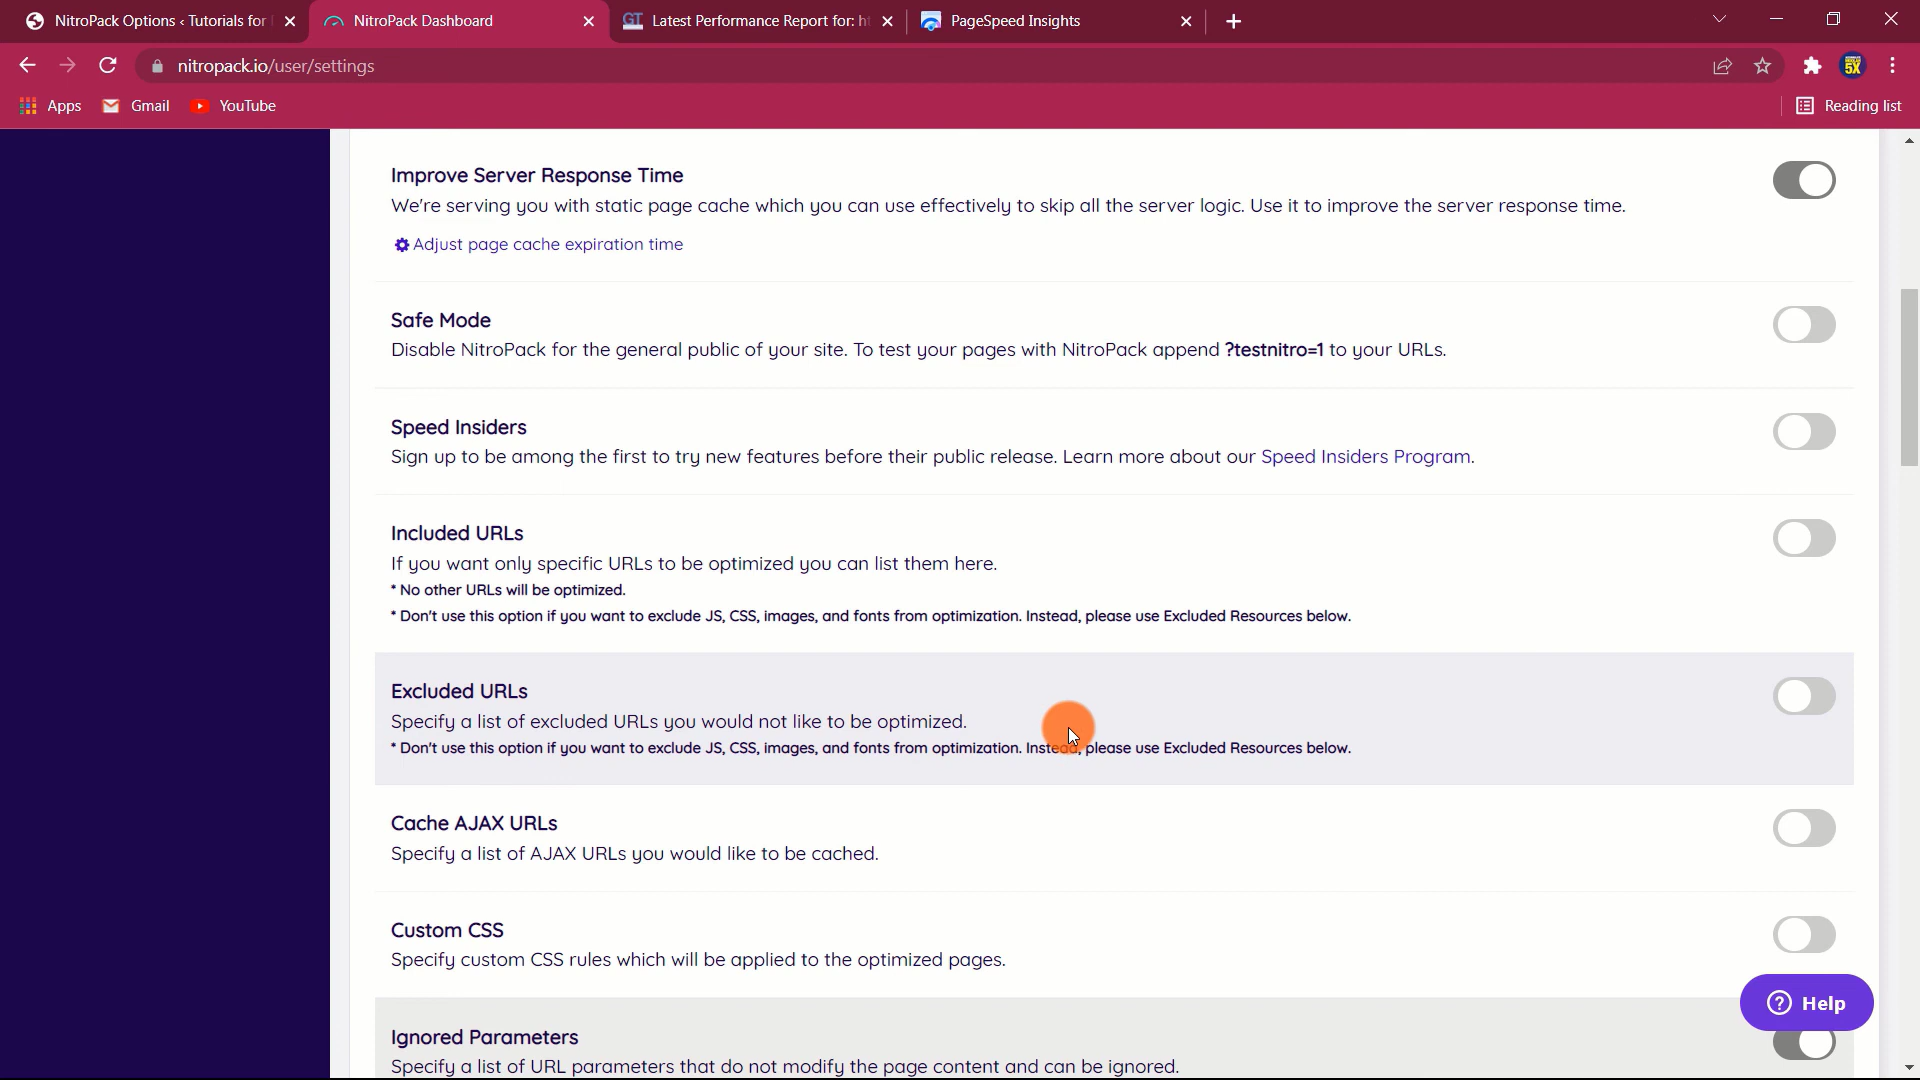 NitroPack Options ‹ Tutorials for
NitroPack Dashboard
GT
Latest Performance Report for: h
PageSpeed Insights
nitropack.io/user/settings
5X
Apps
Gmail
YouTube
Reading list
Improve Server Response Time
We're serving you with static page cache which you can use effectively to skip all the server logic. Use it to improve the server response time.
Adjust page cache expiration time
Safe Mode
Disable NitroPack for the general public of your site. To test your pages with NitroPack append ?testnitro=1 to your URLs.
Speed Insiders
Sign up to be among the first to try new features before their public release. Learn more about our Speed Insiders Program.
Included URLs
If you want only specific URLs to be optimized you can list them here.
* No other URLs will be optimized.
* Don't use this option if you want to exclude JS, CSS, images, and fonts from optimization. Instead, please use Excluded Resources below.
Excluded URLs
Specify a list of excluded URLs you would not like to be optimized.
* Don't use this option if you want to exclude JS, CSS, images, and fonts from optimization. Instead, please use Excluded Resources below.
Cache AJAX URLs
Specify a list of AJAX URLs you would like to be cached.
Custom CSS
Specify custom CSS rules which will be applied to the optimized pages.
Help
Ignored Parameters
Specify a list of URL parameters that do not modify the page content and can be ignored.